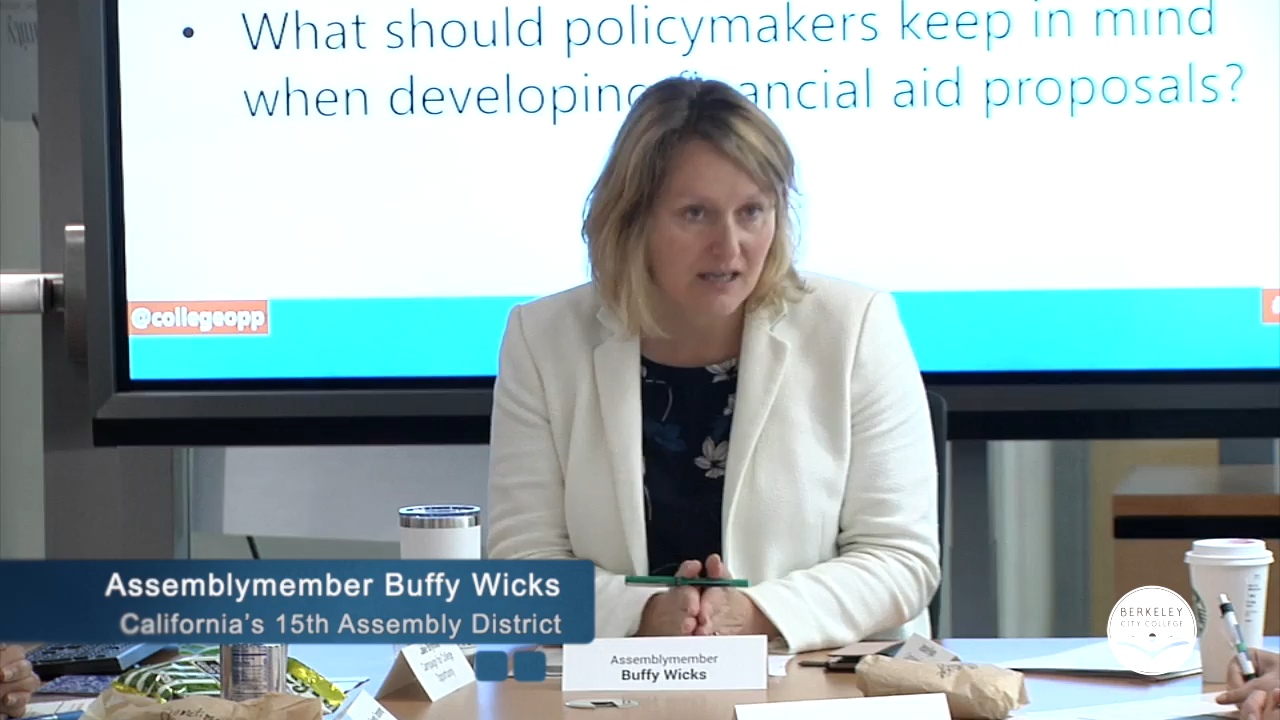 • What should policymakers keep in mind
when developing financial aid proposals?
@collegeopp
Assemblymember Buffy Wicks
California's 15th Assembly District
Assemblymember
Buffy Wicks
BERKELEY
CITY COLLEGE